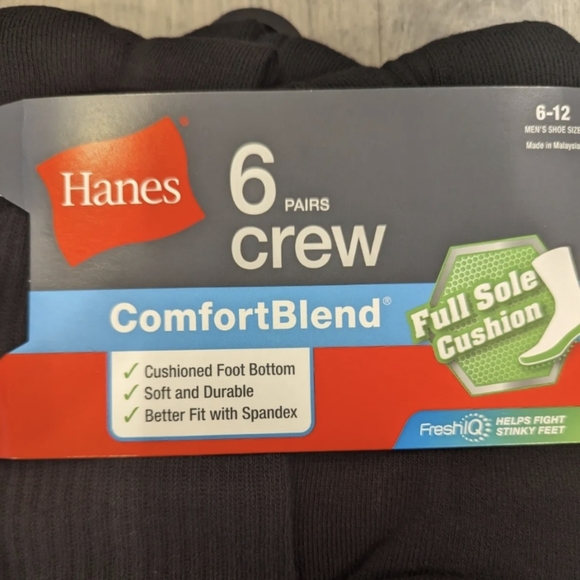 Hanes
6 PAIRS
crew
6-12
MEN'S SHOE SIZE
Made in Malaysia
ComfortBlend®
Full Sole
Cushion
✓ Cushioned Foot Bottom
✓ Soft and Durable
✓ Better Fit with Spandex
FreshIQ
HELPS FIGHT
STINKY FEET